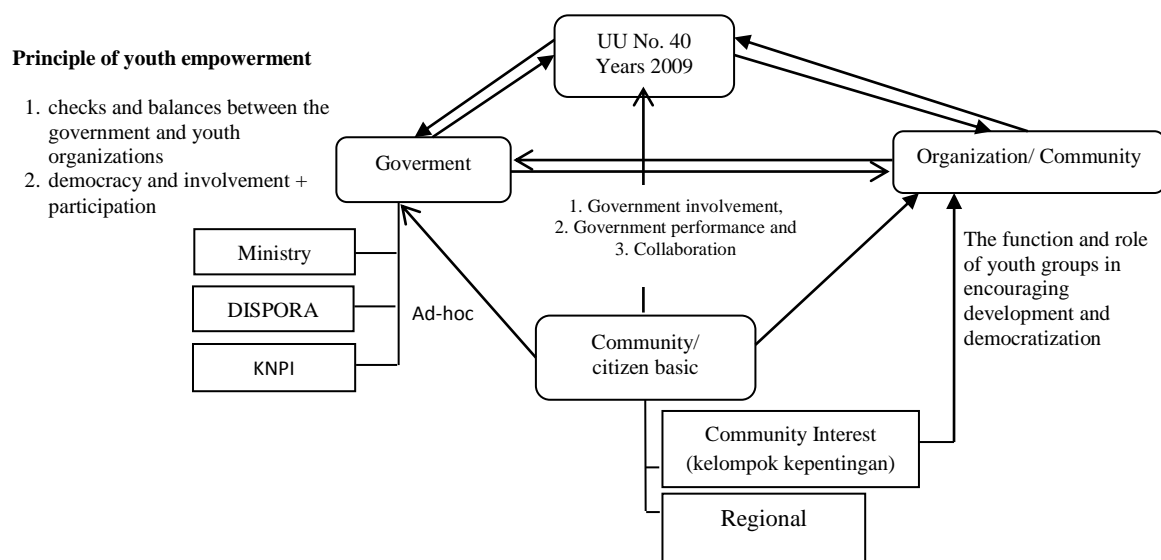 UU No. 40
Years 2009
Principle of youth empowerment
1. checks and balances between the
government and youth
organizations
2. democracy and involvement +
participation
Goverment
Organization/ Community
1. Government involvement,
2. Government performance and
3. Collaboration
Ministry
DISPORA
KNPI
Ad-hoc
Community/
citizen basic
The function and role
of youth groups in
encouraging
development and
democratization
Community Interest
(kelompok kepentingan)
Regional